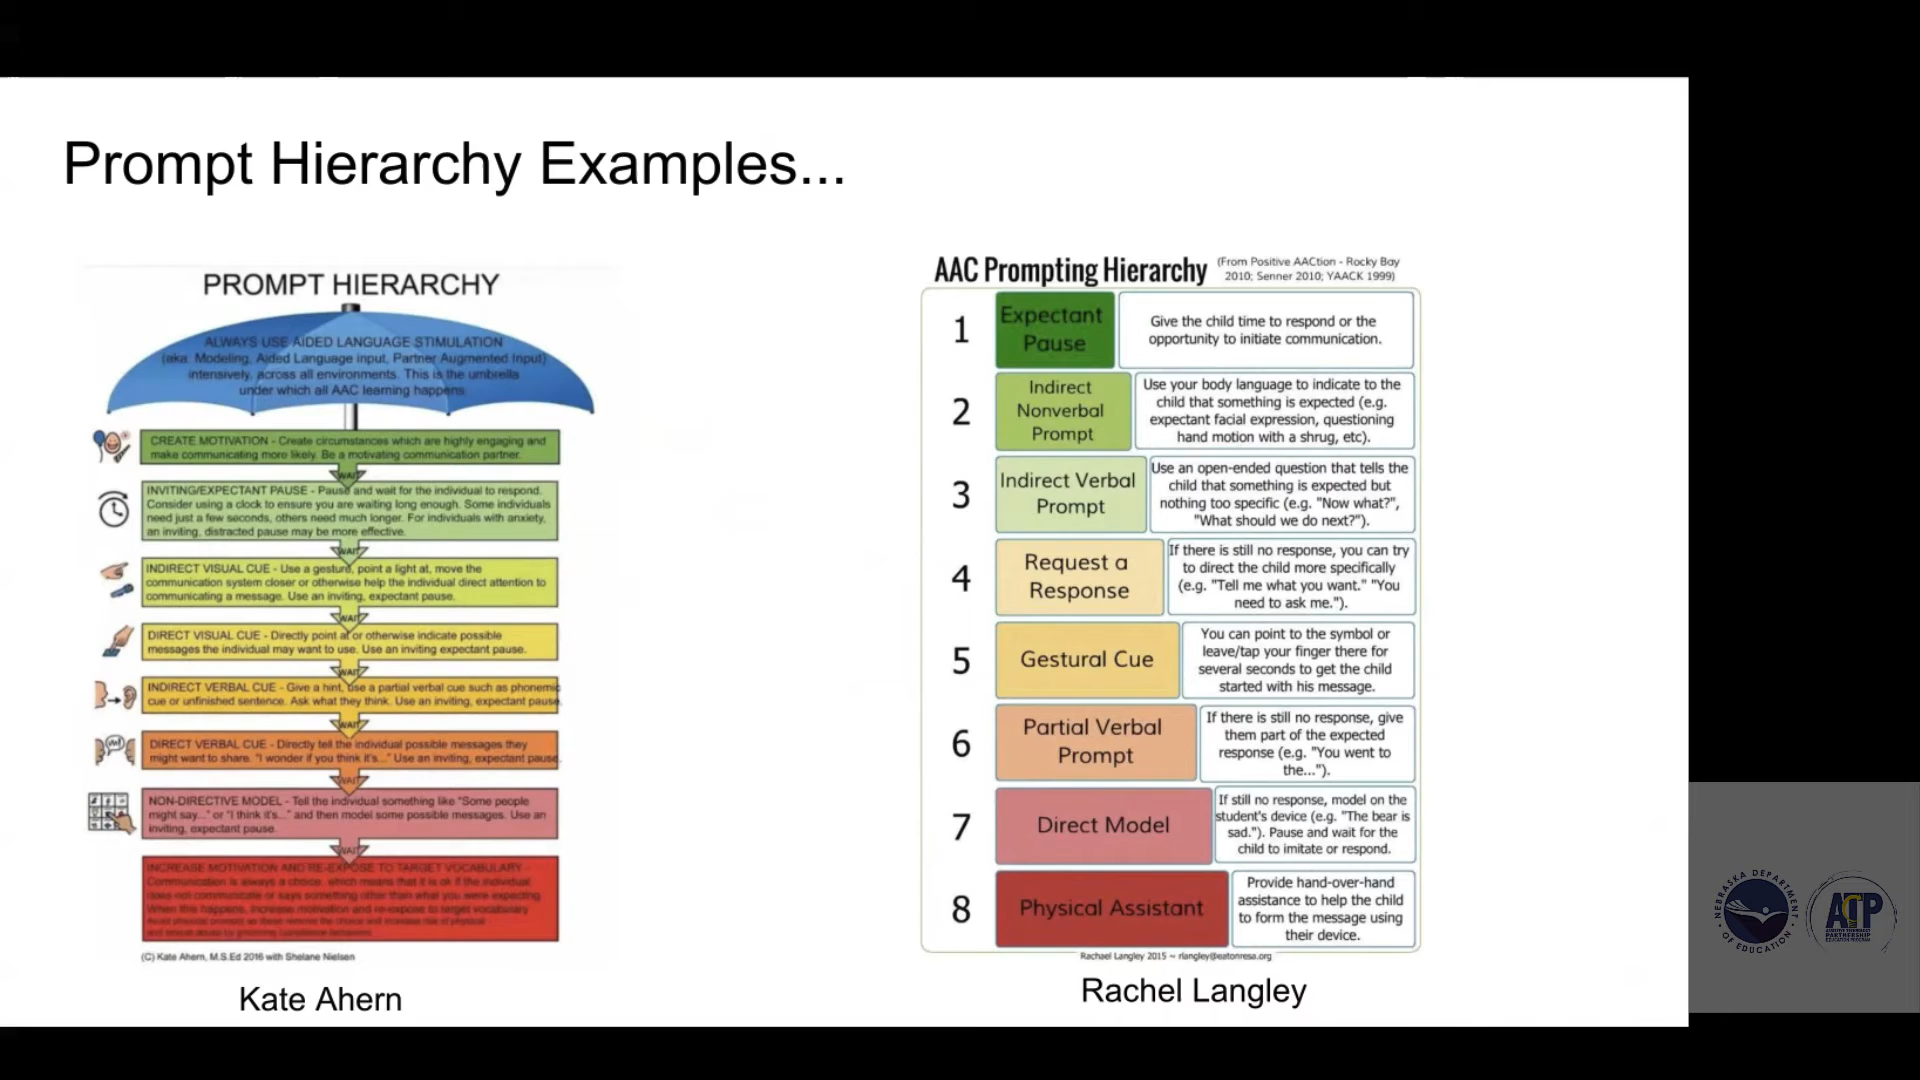 Prompt Hierarchy Examples...
PROMPT HIERARCHY
ALWAYS USE AIDED LANGUAGE STIMULATION
(aka. Modeling, Aided Language input, Partner Augmented Input)
intensively, across all environments. This is the umbrella
under which all AAC learning happens
CREATE MOTIVATION - Create circumstances which are highly engaging and
make communicating more likely. Be a motivating communication partner.
WAIT
INVITING/EXPECTANT PAUSE - Pause and wait for the individual to respond.
Consider using a clock to ensure you are waiting long enough. Some individuals
need just a few seconds, others need much longer. For individuals with anxiety,
an inviting, distracted pause may be more effective.
WAIT
INDIRECT VISUAL CUE - Use a gesture, point a light at, move the
communication system closer or otherwise help the individual direct attention to
communicating a message. Use an inviting, expectant pause.
WAIT
DIRECT VISUAL CUE - Directly point at or otherwise indicate possible
messages the individual may want to use. Use an inviting expectant pause.
WAIT
INDIRECT VERBAL CUE - Give a hint, use a partial verbal cue such as phonemic
cue or unfinished sentence. Ask what they think. Use an inviting, expectant pause.
WAIT
DIRECT VERBAL CUE - Directly tell the individual possible messages they
might want to share. "I wonder if you think it's..." Use an inviting, expectant pause.
WAIT
NON-DIRECTIVE MODEL - Tell the individual something like "Some people
might say..." or "I think it's..." and then model some possible messages. Use an
inviting, expectant pause.
WAIT
INCREASE MOTIVATION AND RE-EXPOSE TO TARGET VOCABULARY -
Communication is always a choice, which means that it is ok if the individual
does not communicate or says something other than what you were expecting.
When this happens, increase motivation and re-expose to target vocabulary
(C) Kate Ahern, M.S.Ed 2016 with Shelane Nielsen
Kate Ahern
AAC Prompting Hierarchy
(From Positive AACtion - Rocky Bay
2010; Senner 2010; YAACK 1999)
1
Expectant
Pause
Give the child time to respond or the
opportunity to initiate communication.
2
Indirect
Nonverbal
Prompt
Use your body language to indicate to the
child that something is expected (e.g.
expectant facial expression, questioning
hand motion with a shrug, etc).
3
Indirect Verbal
Prompt
Use an open-ended question that tells the
child that something is expected but
nothing too specific (e.g. "Now what?",
"What should we do next?").
4
Request a
Response
If there is still no response, you can try
to direct the child more specifically
(e.g. "Tell me what you want." "You
need to ask me.").
5
Gestural Cue
You can point to the symbol or
leave/tap your finger there for
several seconds to get the child
started with his message.
6
Partial Verbal
Prompt
If there is still no response, give
them part of the expected
response (e.g. "You went to
the...").
7
Direct Model
If still no response, model on the
student's device (e.g. "The bear is
sad."). Pause and wait for the
child to imitate or respond.
8
Physical Assistant
Provide hand-over-hand
assistance to help the child
to form the message using
their device.
Rachael Langley 2015 ~ rlangley@eatonresa.org
Rachel Langley
NEBRASKA DEPARTMENT
OF EDUCATION
ATP
ASSISTIVE TECHNOLOGY
PARTNERSHIP
EDUCATION PROGRAM